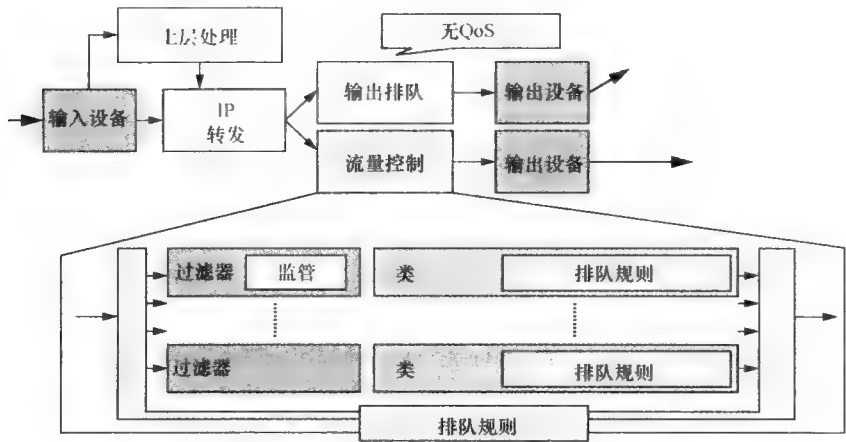 上层处理
无QoS
输入设备
IP
转发
输出排队
输出设备
流量控制
输出设备
过滤器
监管
类
排队规则
过滤器
类
排队规则
排队规则